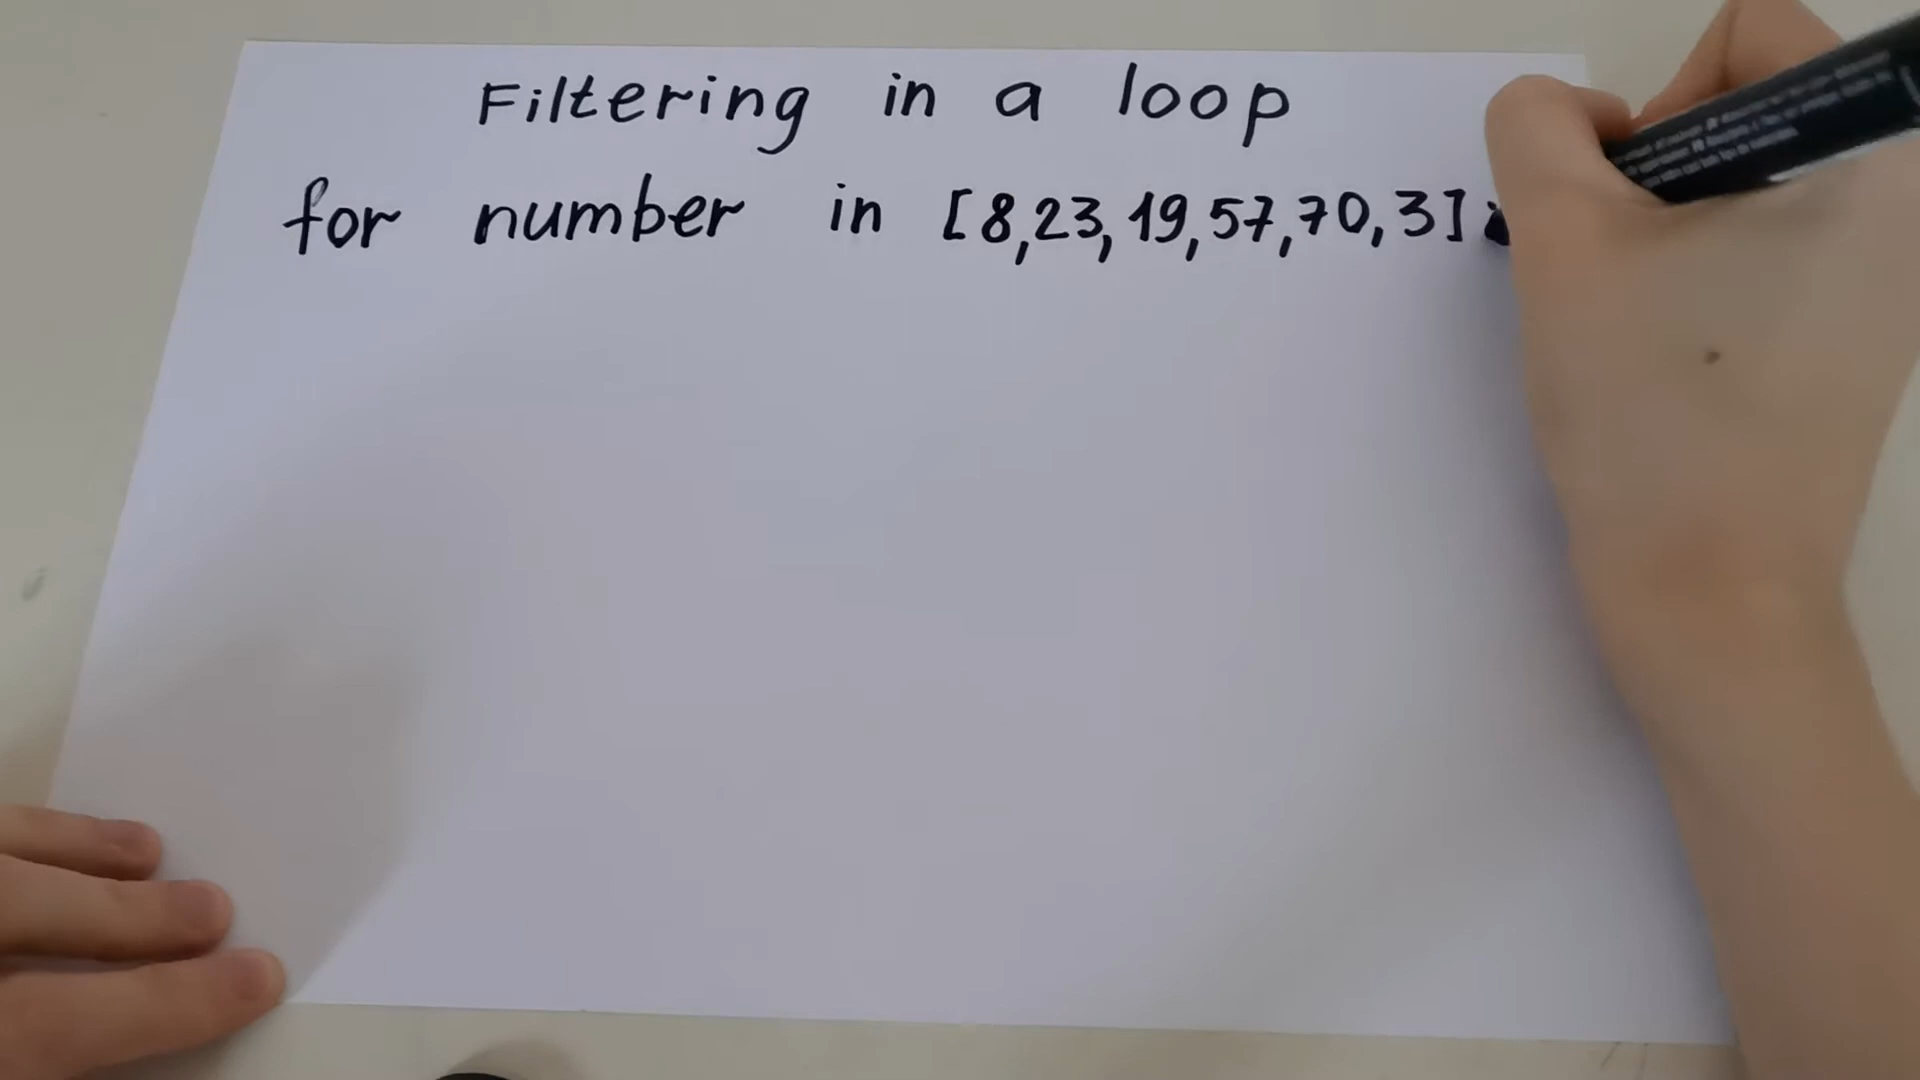 Filtering in a loop
for number in [8,23,19,57,70,3]: